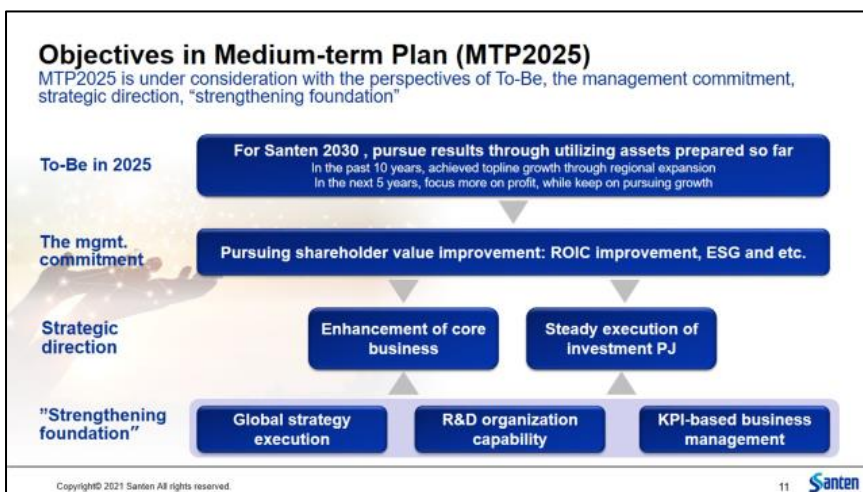 Objectives in Medium-term Plan (MTP2025)
MTP2025 is under consideration with the perspectives of To-Be, the management commitment,
strategic direction, “strengthening foundation”
To-Be in 2025
For Santen 2030 , pursue results through utilizing assets prepared so far
In the past 10 years, achieved topline growth through regional expansion
In the next 5 years, focus more on profit, while keep on pursuing growth
The mgmt.
commitment
Pursuing shareholder value improvement: ROIC improvement, ESG and etc.
Strategic
direction
Enhancement of core
business
Steady execution of
investment PJ
”Strengthening
foundation”
Global strategy
execution
R&D organization
capability
KPI-based business
management
Copyright© 2021 Santen All rights reserved.
11
Santen